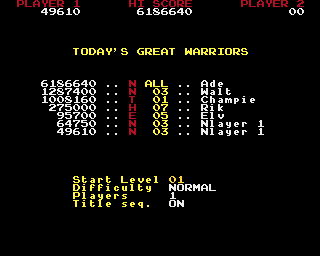 PLAYER 1 HI SCORE PLAYER 2
49610 6186640 00
TODAY'S GREAT WARRIORS
6186640 .. N ALL .. Ade
1287400 .. N 03 .. Walt
1008160 .. T 01 .. Champie
275000 .. H 07 .. Rik
95700 .. E 05 .. Elv
64750 .. N 03 .. Nlayer 1
49610 .. N 03 .. Nlayer 1
Start Level 01
Difficulty NORMAL
Players 1
Title seq. ON